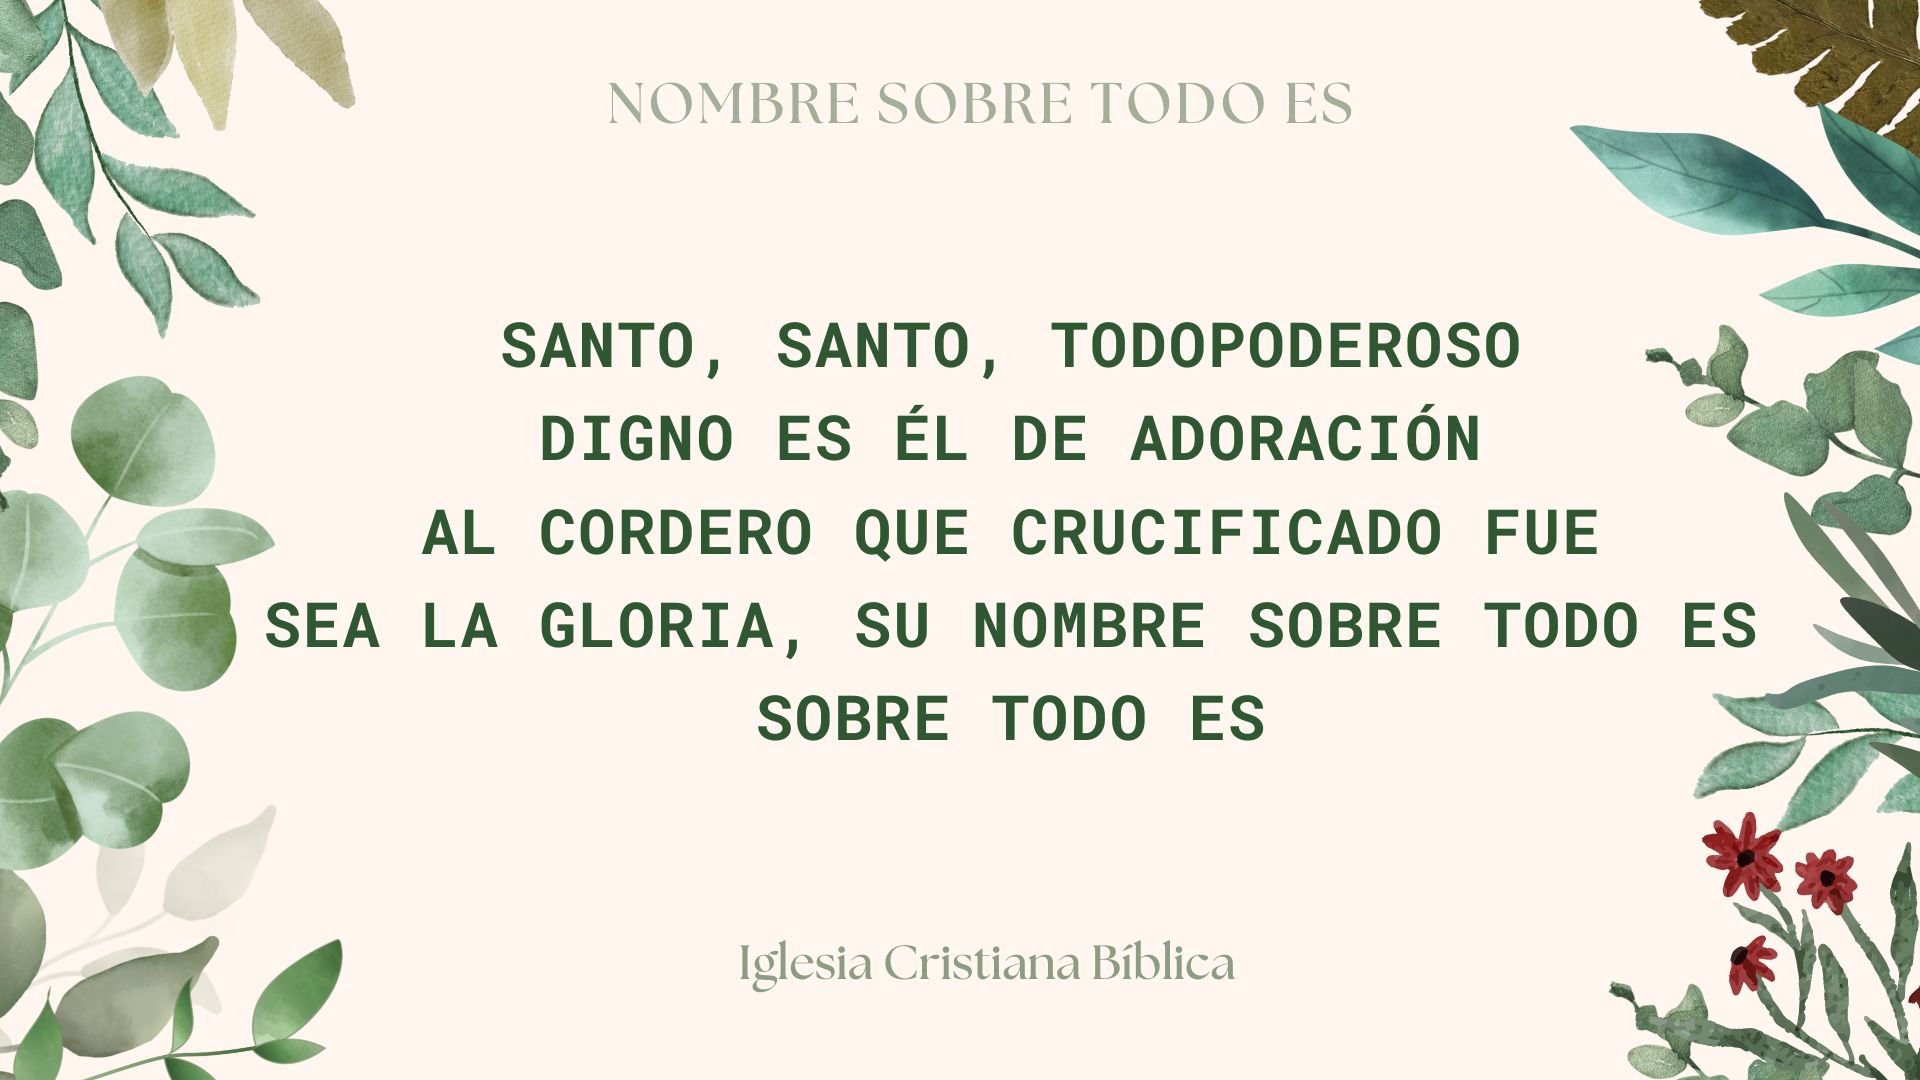 NOMBRE SOBRE TODO ES
SANTO, SANTO, TODOPODEROSO
DIGNO ES ÉL DE ADORACIÓN
AL CORDERO QUE CRUCIFICADO FUE
SEA LA GLORIA, SU NOMBRE SOBRE TODO ES
SOBRE TODO ES
Iglesia Cristiana Bíblica